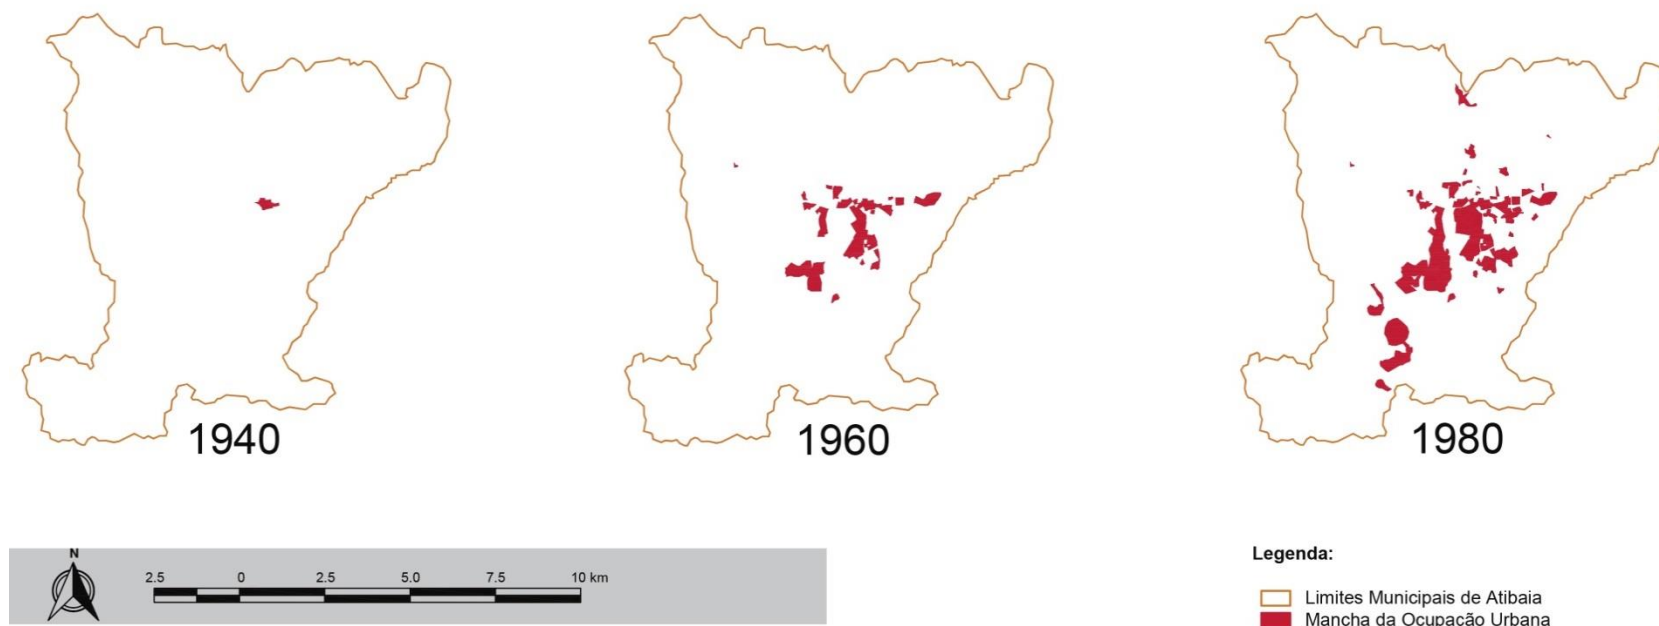 1940
1960
1980
N
2.5 0 2.5 5.0 7.5 10 km
Legenda:
Limites Municipais de Atibaia
Mancha da Ocupação Urbana